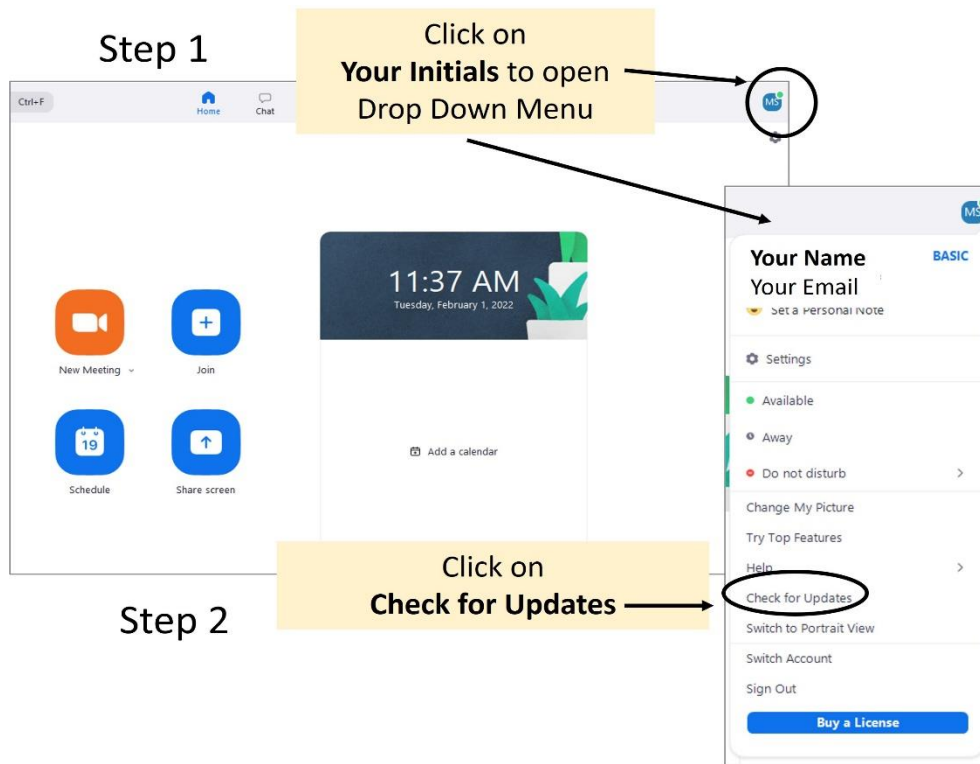 Step 1
Click on
Your Initials to open
Drop Down Menu
Ctrl+F
Home
Chat
MS
11:37 AM
Tuesday, February 1, 2022
New Meeting
Join
19
Schedule
Share screen
Add a calendar
MS
Your Name
BASIC
Your Email
Set a Personal Note
Settings
Available
Away
Do not disturb
Change My Picture
Try Top Features
Help
Check for Updates
Switch to Portrait View
Switch Account
Sign Out
Buy a License
Step 2
Click on
Check for Updates